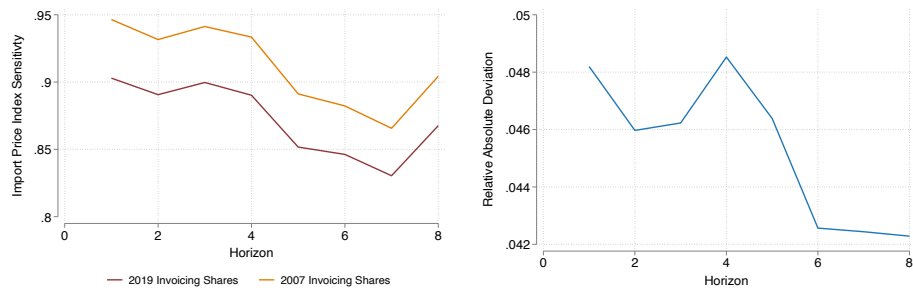 Import Price Index Sensitivty
.95
.9
.85
.8
0 2 4 6 8
Horizon
2019 Invoicing Shares 2007 Invoicing Shares
Relative Absolute Deviation
.05
.048
.046
.044
.042
0 2 4 6 8
Horizon